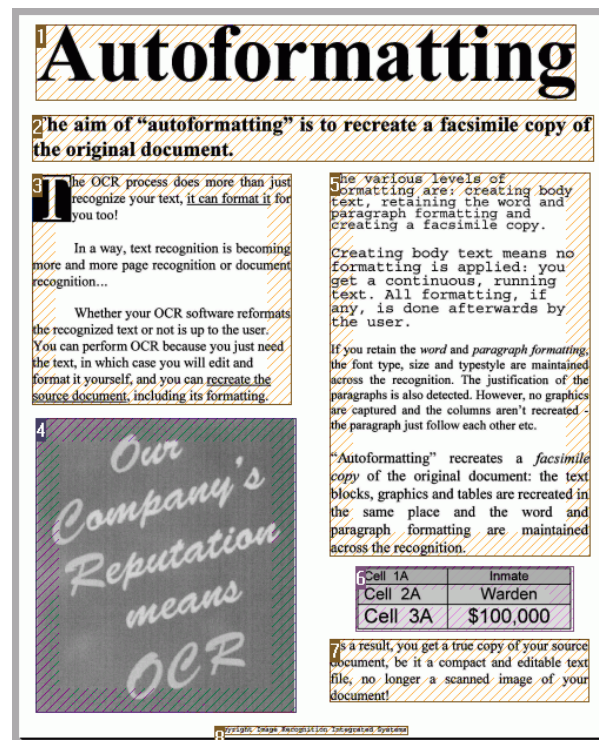 1
Autoformatting
2
The aim of “autoformatting” is to recreate a facsimile copy of
the original document.
3
The OCR process does more than just
recognize your text, it can format it for
you too!
In a way, text recognition is becoming
more and more page recognition or document
recognition...
Whether your OCR software reformats
the recognized text or not is up to the user.
You can perform OCR because you just need
the text, in which case you will edit and
format it yourself, and you can recreate the
source document, including its formatting.
4
Our
Company's
Reputation
means
OCR
5
The various levels of
formatting are: creating body
text, retaining the word and
paragraph formatting and
creating a facsimile copy.
Creating body text means no
formatting is applied: you
get a continuous, running
text. All formatting, if
any, is done afterwards by
the user.
If you retain the word and paragraph formatting,
the font type, size and typestyle are maintained
across the recognition. The justification of the
paragraphs is also detected. However, no graphics
are captured and the columns aren't recreated -
the paragraph just follow each other etc.
“Autoformatting” recreates a facsimile
copy of the original document: the text
blocks, graphics and tables are recreated in
the same place and the word and
paragraph formatting are maintained
across the recognition.
6
Cell 1A Inmate
Cell 2A Warden
Cell 3A $100,000
7
As a result, you get a true copy of your source
document, be it a compact and editable text
file, no longer a scanned image of your
document!
8
Copyright Image Recognition Integrated Systems